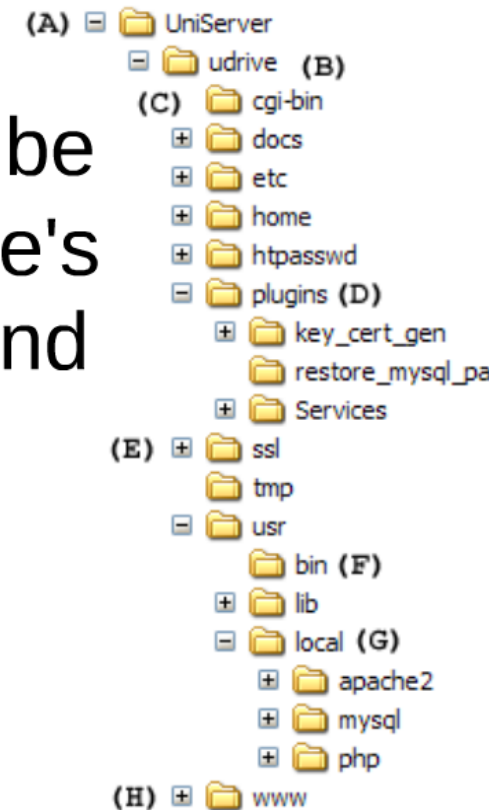 (A) UniServer
udrive (B)
(C) cgi-bin
be
docs
etc
e's
home
htpasswd
nd
plugins (D)
key_cert_gen
restore_mysql_pa
Services
(E) ssl
tmp
usr
bin (F)
lib
local (G)
apache2
mysql
php
(H) www